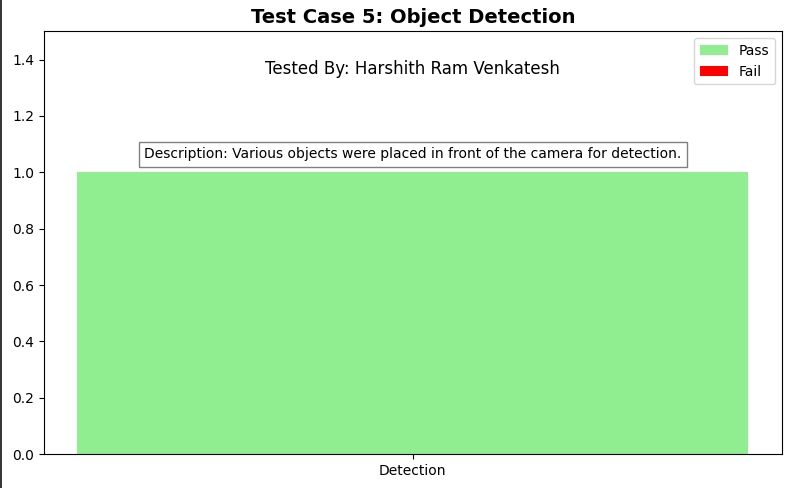 Test Case 5: Object Detection
Tested By: Harshith Ram Venkatesh
Pass
Fail
Description: Various objects were placed in front of the camera for detection.
1.4
1.2
1.0
0.8
0.6
0.4
0.2
0.0
Detection